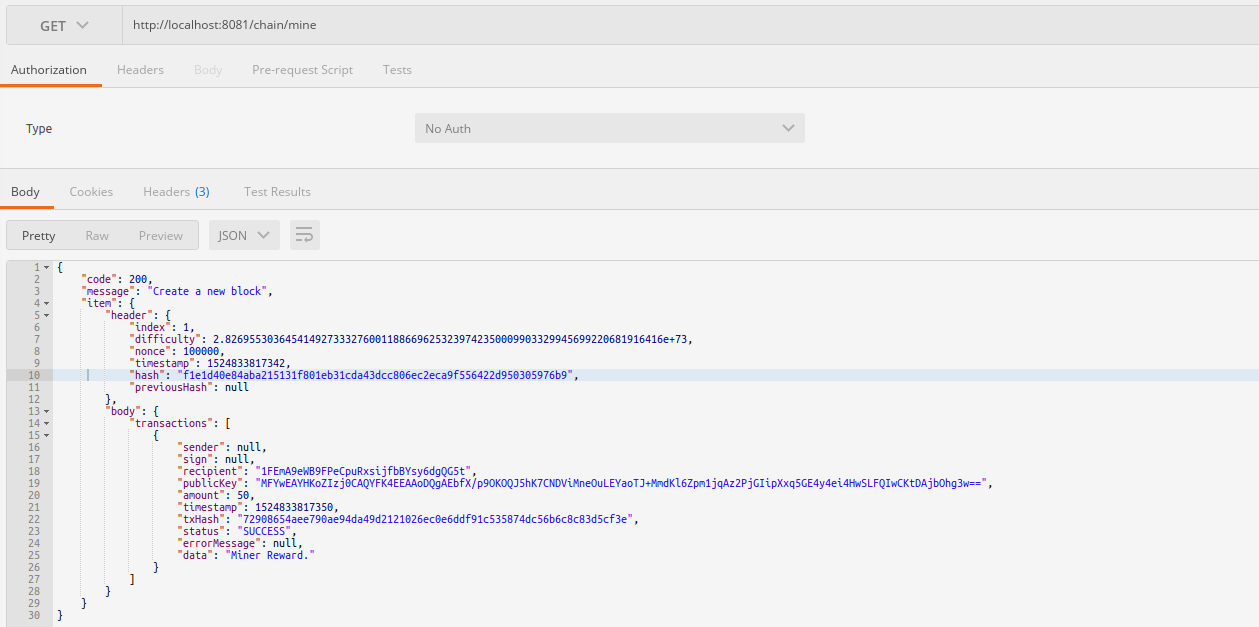 GET http://localhost:8081/chain/mine
Authorization Headers Body Pre-request Script Tests
Type No Auth
Body Cookies Headers (3) Test Results
Pretty Raw Preview JSON
1 {
2 "code": 200,
3 "message": "Create a new block",
4 "item": {
5 "header": {
6 "index": 1,
7 "difficulty": 2.8269553036454149273332760011886696253239742350009903329945699220681916416e+73,
8 "nonce": 100000,
9 "timestamp": 1524833817342,
10 "hash": "f1e1d40e84aba215131f801eb31cda43dcc806ec2eca9f556422d950305976b9",
11 "previousHash": null
12 },
13 "body": {
14 "transactions": [
15 {
16 "sender": null,
17 "sign": null,
18 "recipient": "1FEmA9eWB9FPeCpuRxsijfbBYsy6dgQG5t",
19 "publicKey": "MFYwEAYHKoZIzj0CAQYFK4EEAAoDQgAEbfX/p9OKOQJ5hK7CNDViMneOuLEYaoTJ+MmdKl6Zpm1jqAz2PjGIipXxq5GE4y4ei4HwSLFQIwCKtDAjbOhg3w==",
20 "amount": 50,
21 "timestamp": 1524833817350,
22 "txHash": "72908654aee790ae94da49d2121026ec0e6ddf91c535874dc56b6c8c83d5cf3e",
23 "status": "SUCCESS",
24 "errorMessage": null,
25 "data": "Miner Reward."
26 }
27 ]
28 }
29 }
30 }